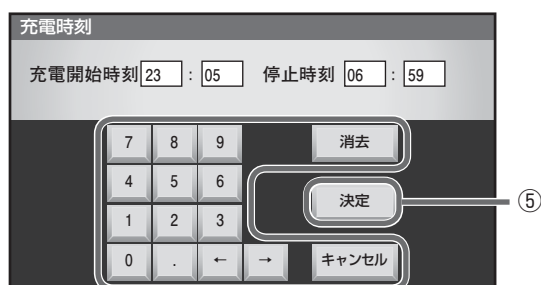 充電時刻
充電開始時刻 23 : 05 停止時刻 06 : 59
7 8 9 消去
4 5 6 決定
⑤
1 2 3
0 . ← → キャンセル